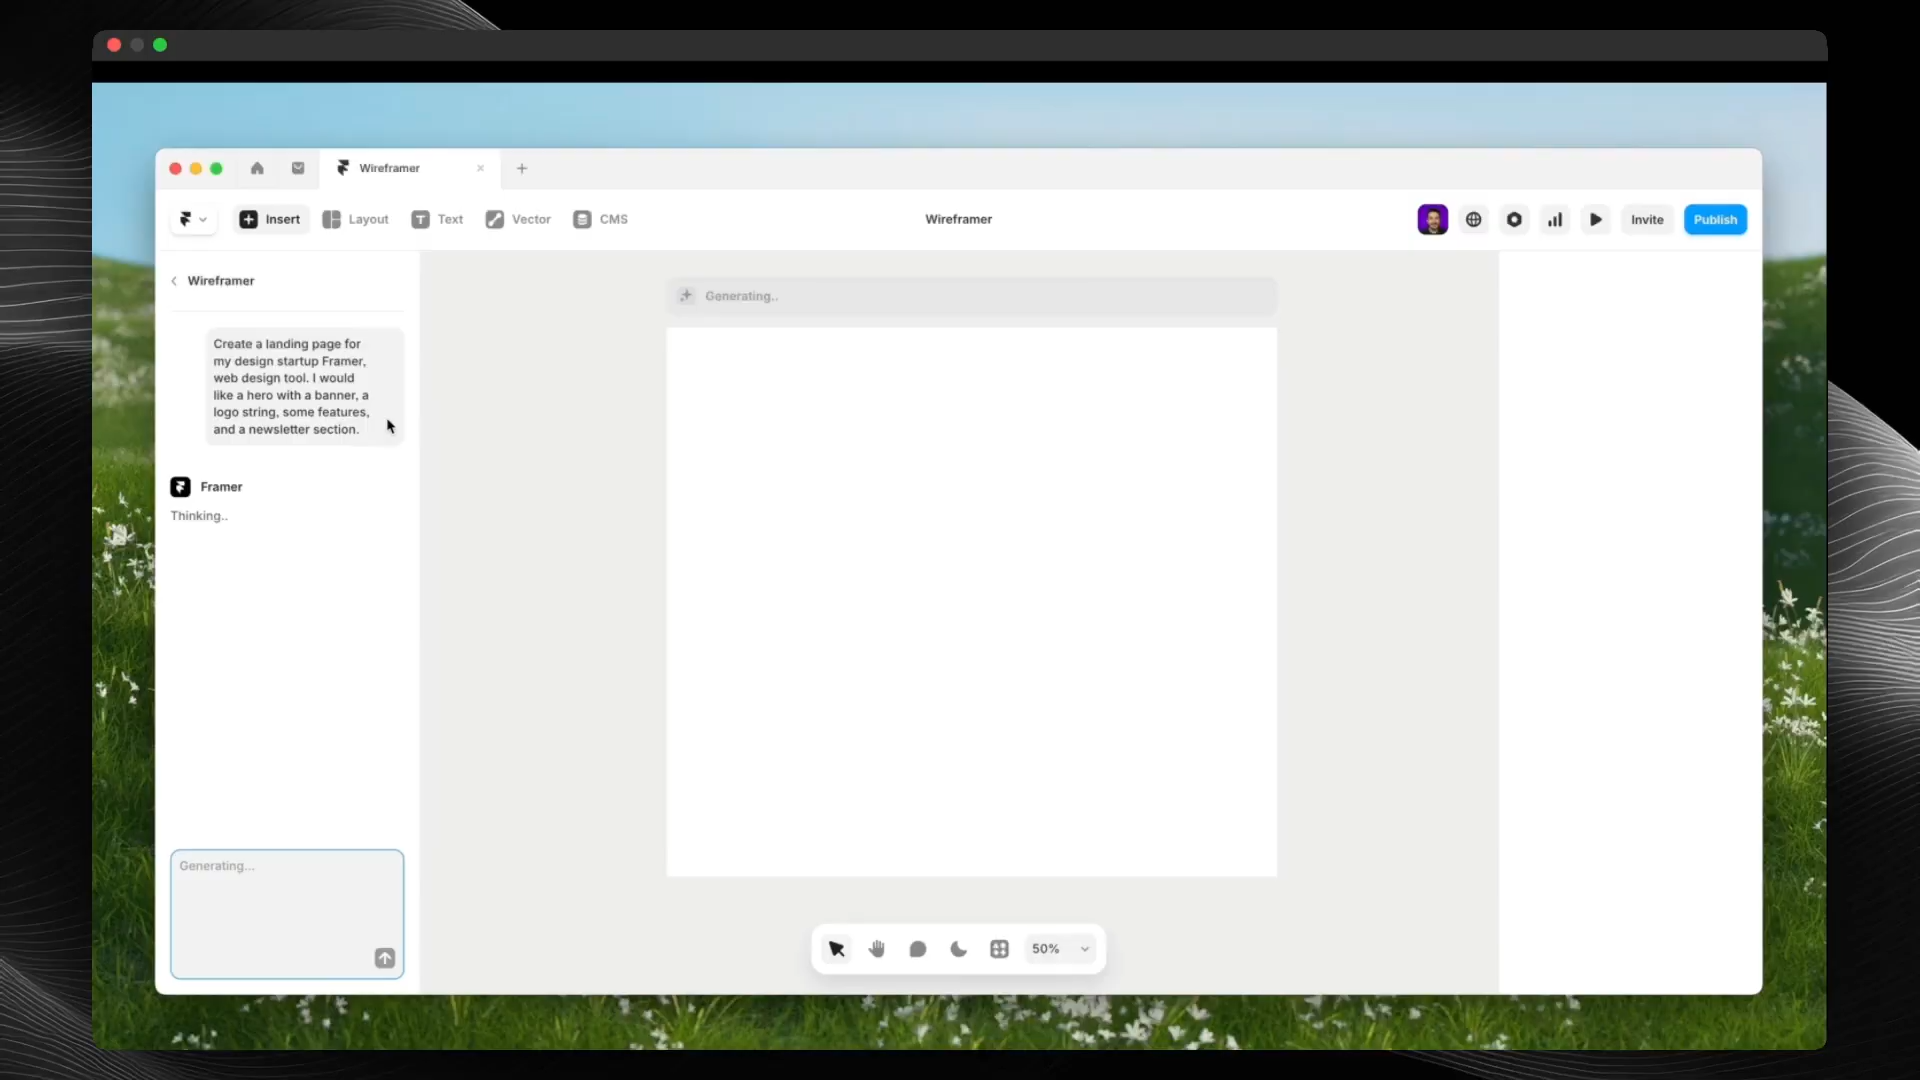 Wireframer
Insert
Layout
Text
Vector
CMS
Wireframer
Invite
Publish
Wireframer
Generating..
Create a landing page for
my design startup Framer,
web design tool. I would
like a hero with a banner, a
logo string, some features,
and a newsletter section.
Framer
Thinking..
Generating...
50%